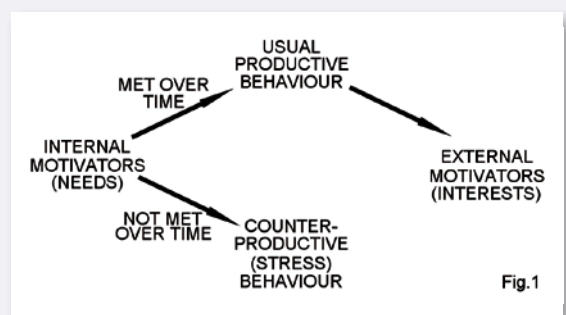 USUAL
PRODUCTIVE
BEHAVIOUR
MET OVER
TIME
INTERNAL
MOTIVATORS
(NEEDS)
EXTERNAL
MOTIVATORS
(INTERESTS)
NOT MET
OVER TIME
COUNTER-
PRODUCTIVE
(STRESS)
BEHAVIOUR
Fig.1